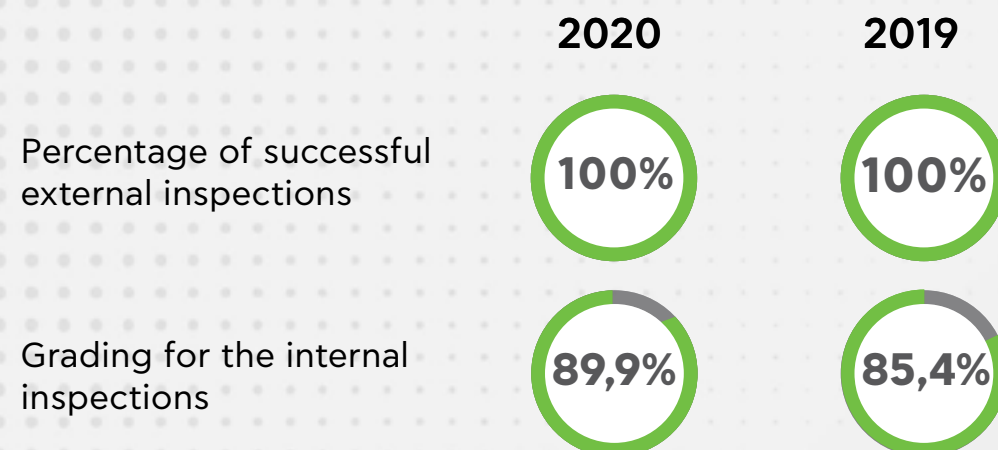 2020 2019
Percentage of successful
external inspections
100% 100%
Grading for the internal
inspections
89,9% 85,4%